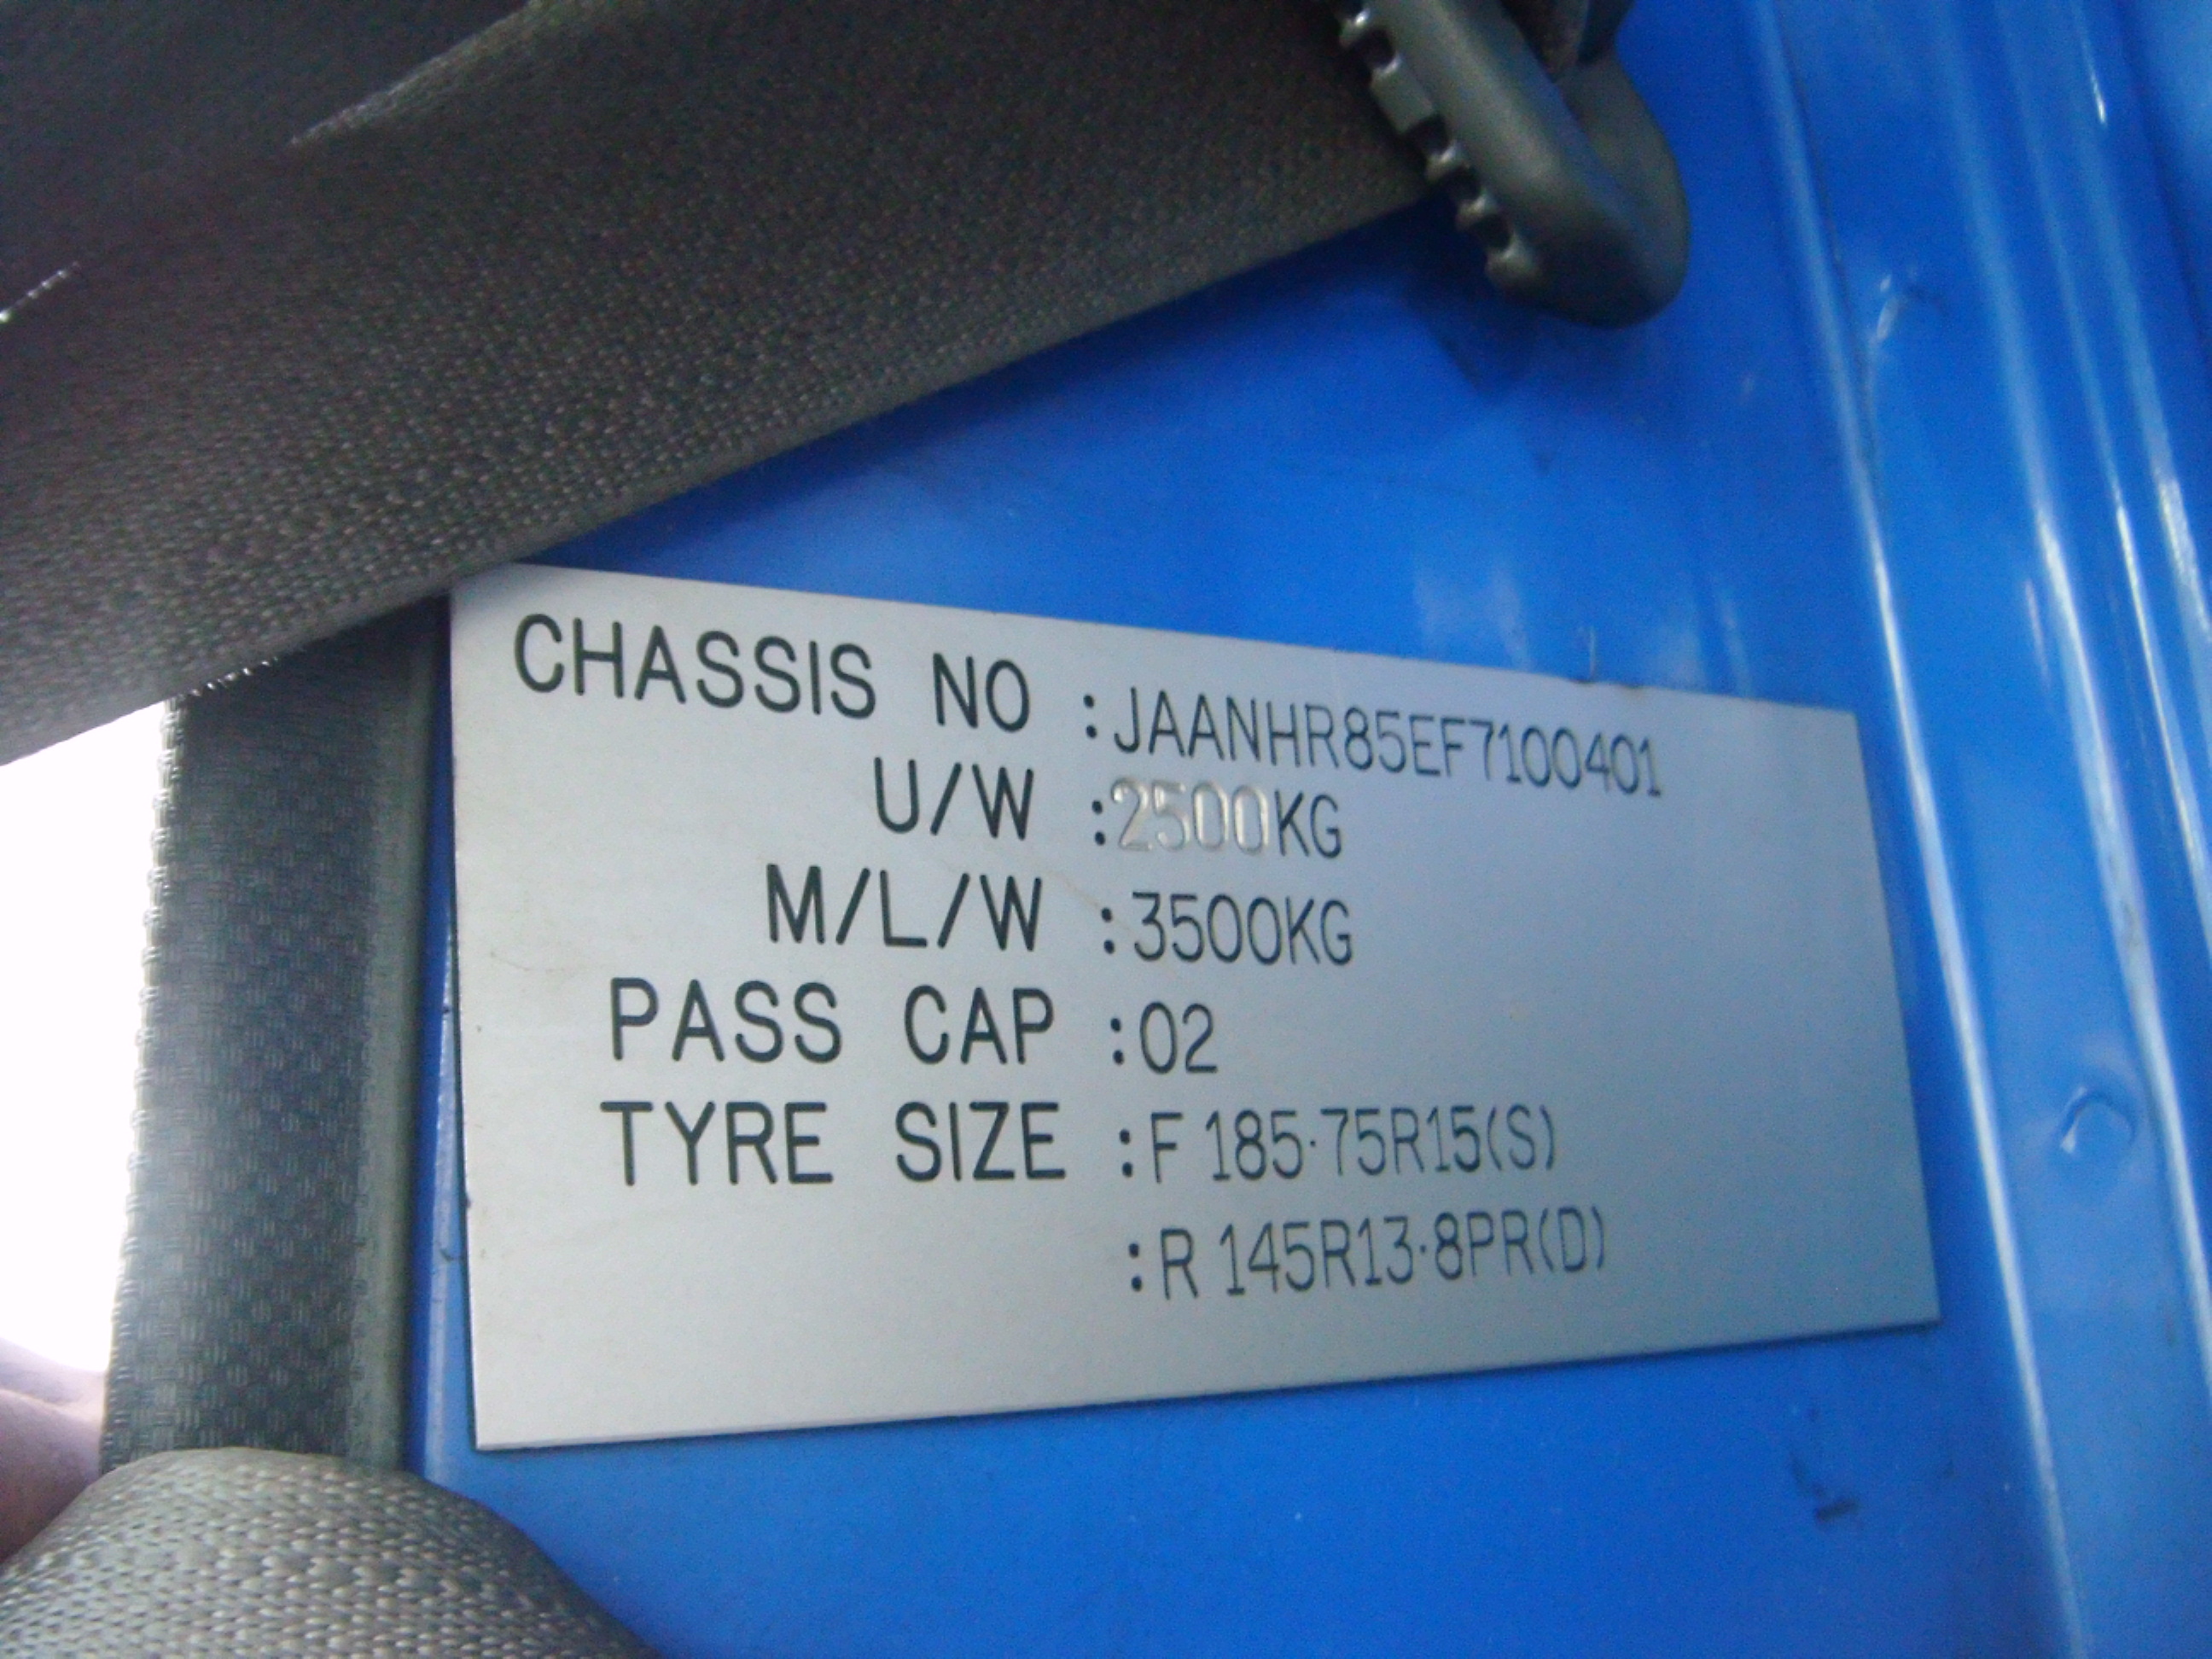 CHASSIS NO :JAANHR85EF7100401
U/W :2500KG
M/L/W :3500KG
PASS CAP :02
TYRE SIZE :F 185·75R15(S)
:R 145R13·8PR(D)